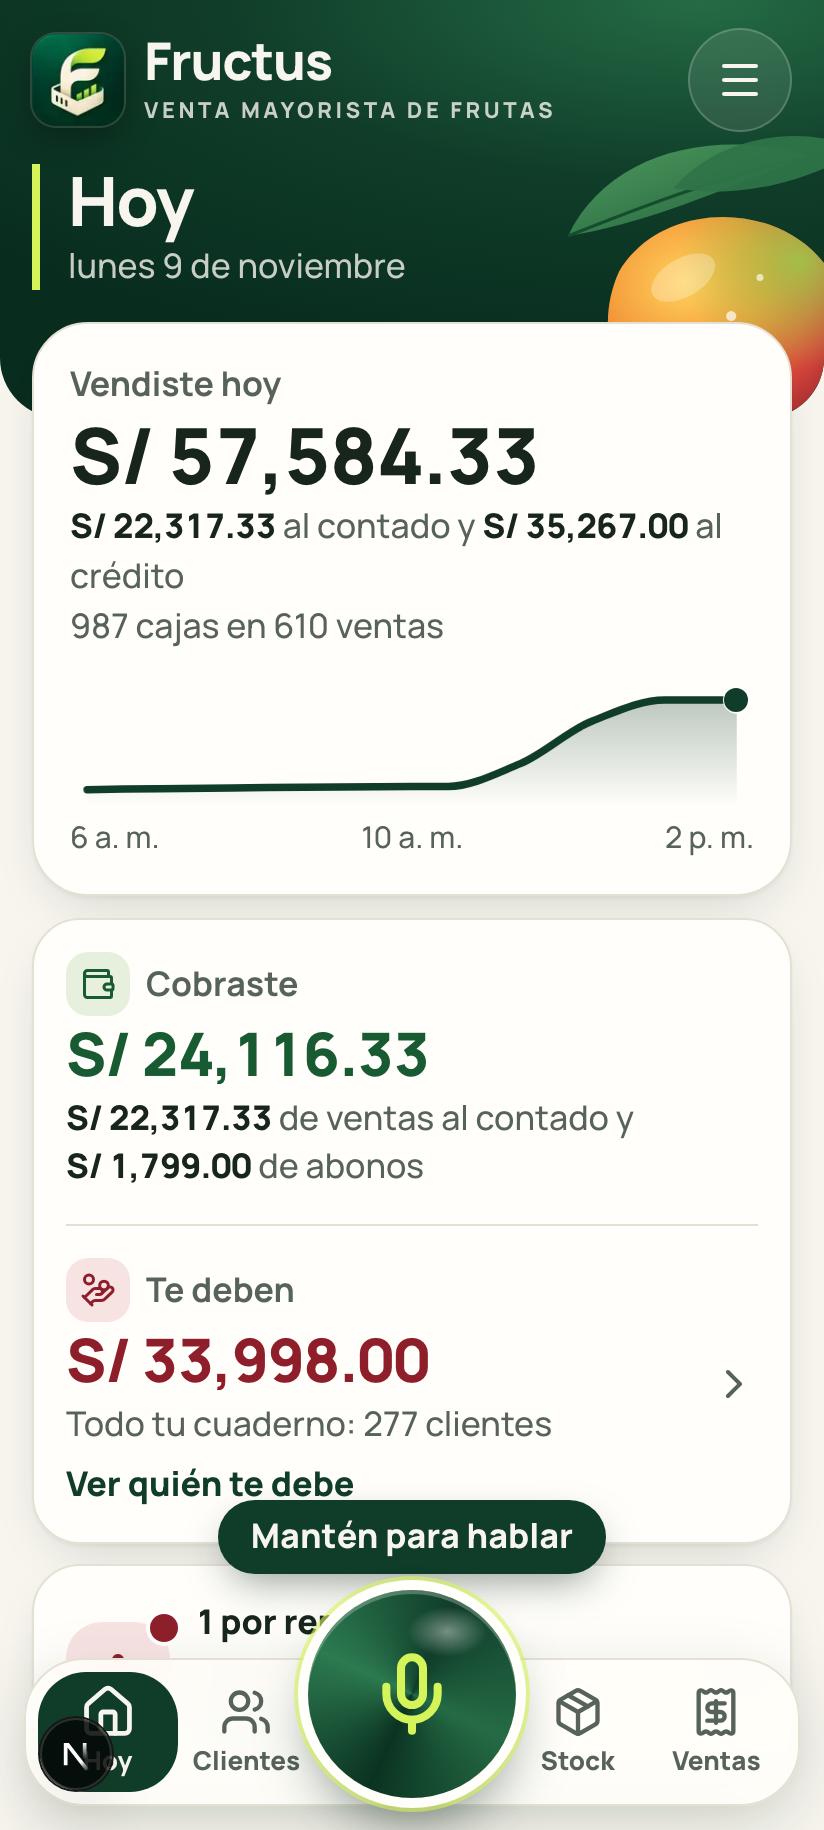 Fructus
VENTA MAYORISTA DE FRUTAS
Hoy
lunes 9 de noviembre
Vendiste hoy
S/ 57,584.33
S/ 22,317.33 al contado y S/ 35,267.00 al
crédito
987 cajas en 610 ventas
6 a. m. 10 a. m. 2 p. m.
Cobraste
S/ 24,116.33
S/ 22,317.33 de ventas al contado y
S/ 1,799.00 de abonos
Te deben
S/ 33,998.00
Todo tu cuaderno: 277 clientes
Ver quién te debe
Mantén para hablar
1 por
N
Hoy Clientes Stock Ventas